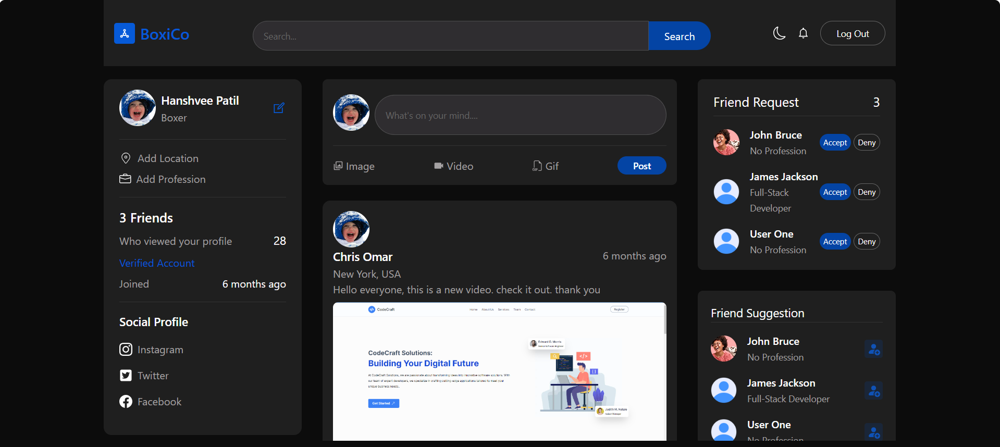 BoxiCo
Search...
Search
Log Out
Hanshvee Patil
Boxer
Add Location
Add Profession
3 Friends
Who viewed your profile 28
Verified Account
Joined 6 months ago
Social Profile
Instagram
Twitter
Facebook
What's on your mind....
Image
Video
GIF
Gif
Post
Chris Omar
6 months ago
New York, USA
Hello everyone, this is a new video. check it out. thank you
CodeCraft
Home About Us Services Team Contact
Register
CodeCraft Solutions:
Building Your Digital Future
At CodeCraft Solutions, we are passionate about transforming ideas into innovative software solutions. With
our team of expert developers, we specialize in crafting cutting-edge applications tailored to meet your
unique business needs..
Get Started
Edward D. Morris
Senior Software Engineer
</>
{ }
Judith M. Natale
Product Manager
Friend Request 3
John Bruce
No Profession
Accept Deny
James Jackson
Full-Stack
Developer
Accept Deny
User One
No Profession
Accept Deny
Friend Suggestion
John Bruce
No Profession
James Jackson
Full-Stack Developer
User One
No Profession